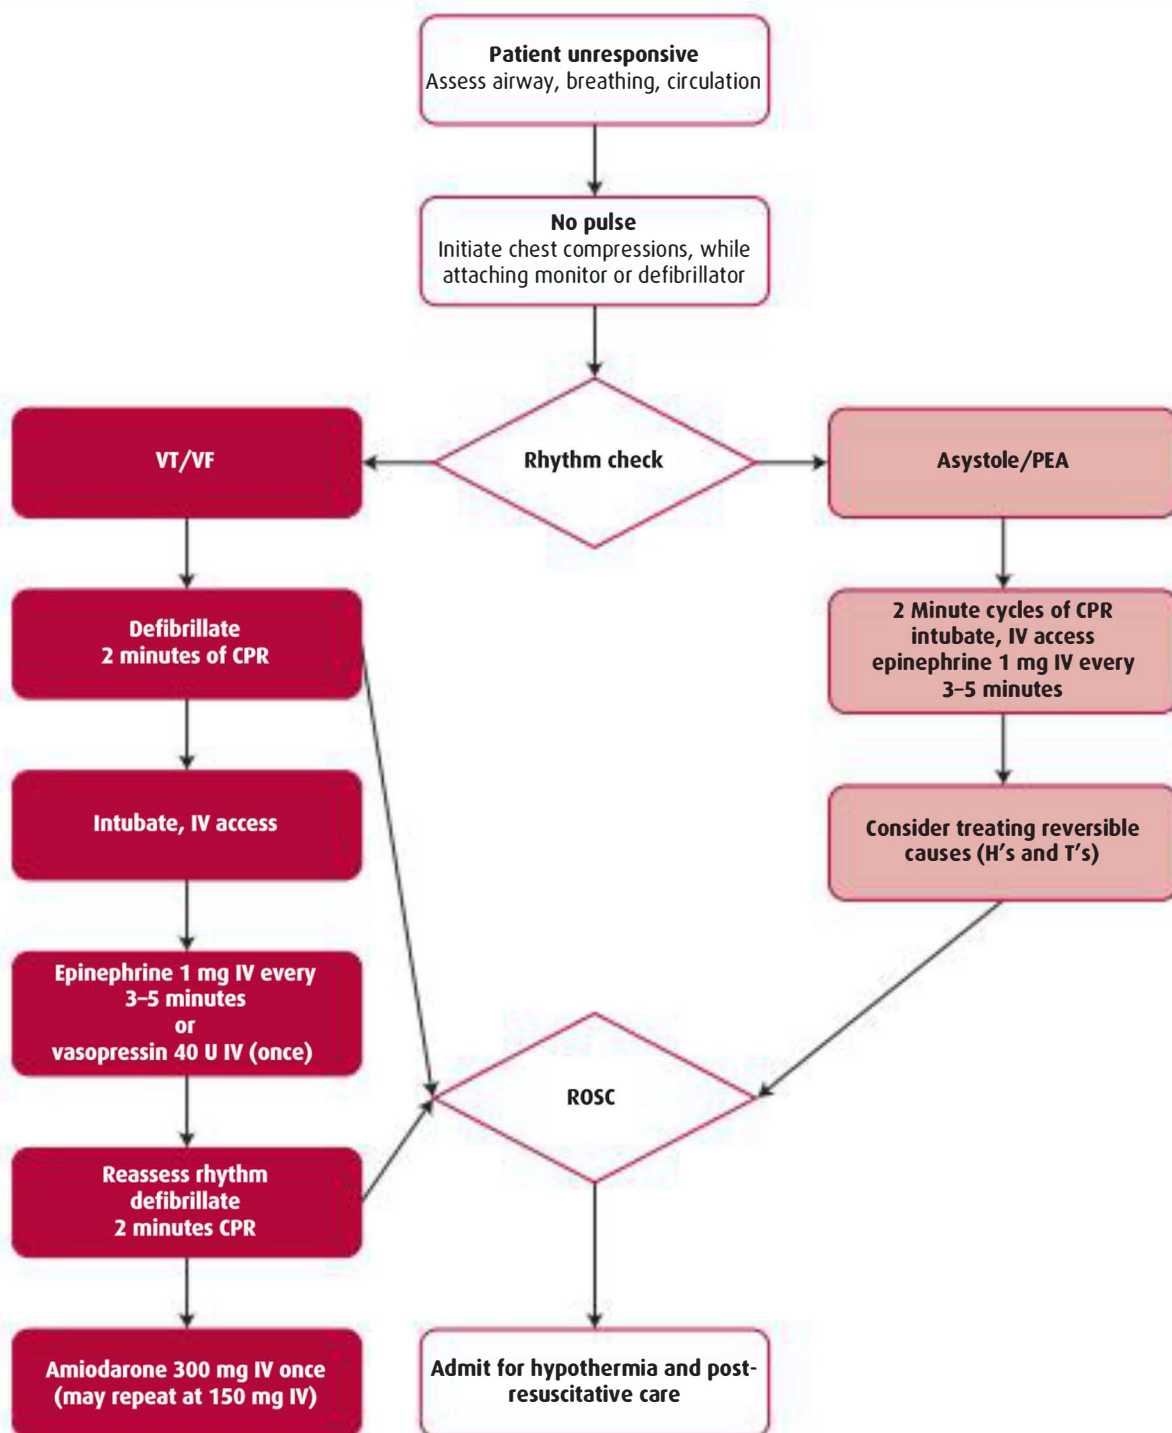 Patient unresponsive
Assess airway, breathing, circulation
No pulse
Initiate chest compressions, while
attaching monitor or defibrillator
Rhythm check
VT/VF
Defibrillate
2 minutes of CPR
Intubate, IV access
Epinephrine 1 mg IV every
3–5 minutes
or
vasopressin 40 U IV (once)
Reassess rhythm
defibrillate
2 minutes CPR
Amiodarone 300 mg IV once
(may repeat at 150 mg IV)
Asystole/PEA
2 Minute cycles of CPR
intubate, IV access
epinephrine 1 mg IV every
3–5 minutes
Consider treating reversible
causes (H's and T's)
ROSC
Admit for hypothermia and post-
resuscitative care